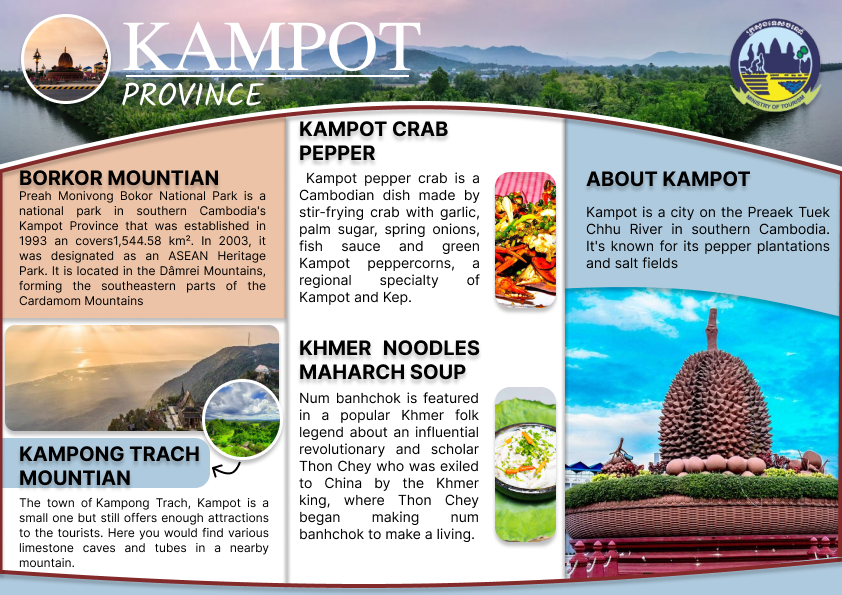 KAMPOT
PROVINCE
MINISTRY OF TOURISM
BORKOR MOUNTIAN
Preah Monivong Bokor National Park is a
national park in southern Cambodia's
Kampot Province that was established in
1993 an covers1,544.58 km². In 2003, it
was designated as an ASEAN Heritage
Park. It is located in the Dâmrei Mountains,
forming the southeastern parts of the
Cardamom Mountains
KAMPONG TRACH
MOUNTIAN
The town of Kampong Trach, Kampot is a
small one but still offers enough attractions
to the tourists. Here you would find various
limestone caves and tubes in a nearby
mountain.
KAMPOT CRAB
PEPPER
Kampot pepper crab is a
Cambodian dish made by
stir-frying crab with garlic,
palm sugar, spring onions,
fish sauce and green
Kampot peppercorns, a
regional specialty of
Kampot and Kep.
KHMER NOODLES
MAHARCH SOUP
Num banhchok is featured
in a popular Khmer folk
legend about an influential
revolutionary and scholar
Thon Chey who was exiled
to China by the Khmer
king, where Thon Chey
began making num
banhchok to make a living.
ABOUT KAMPOT
Kampot is a city on the Preaek Tuek
Chhu River in southern Cambodia.
It's known for its pepper plantations
and salt fields